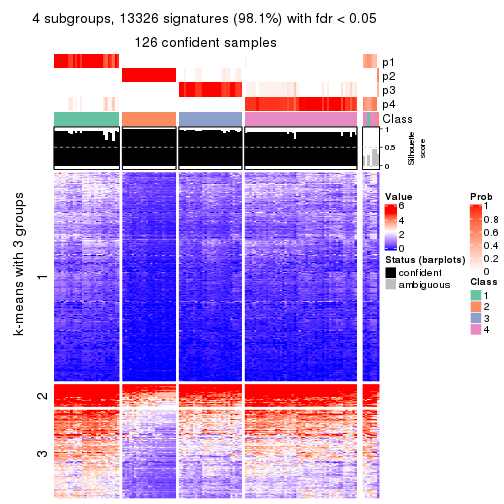 4 subgroups, 13326 signatures (98.1%) with fdr < 0.05
126 confident samples
p1
p2
p3
p4
Class
1
0.5
0
Silhouette
score
k-means with 3 groups
1
2
3
Value
6
4
2
0
Status (barplots)
confident
ambiguous
Prob
1
0.8
0.6
0.4
0.2
0
Class
1
2
3
4